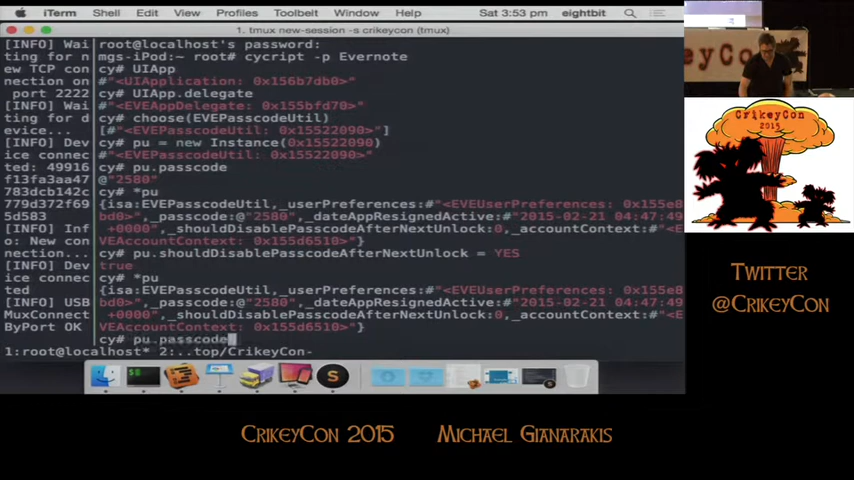 iTerm Shell Edit View Profiles Toolbelt Window Help Sat 3:53 pm eightbit
1. tmux new-session -s crikeycon (tmux)
[INFO] Wai
ting for n
ew TCP con
nection on
port 2222
[INFO] Wai
ting for d
evice...
[INFO] Dev
ice connec
ted: 49916
f13fa3aa47
783dcb142c
779d372f69
5d583
[INFO] Inf
o: New con
nection...
[INFO] Dev
ice connec
ted
[INFO] USB
MuxConnect
ByPort OK
root@localhost's password:
mgs-iPod:~ root# cycript -p Evernote
cy# UIApp
#"<UIApplication: 0x156b7db0>"
cy# UIApp.delegate
#"<EVEAppDelegate: 0x155bfd70>"
cy# choose(EVEPasscodeUtil)
[#"<EVEPasscodeUtil: 0x15522090>"]
cy# pu = new Instance(0x15522090)
#"<EVEPasscodeUtil: 0x15522090>"
cy# pu.passcode
@"2580"
cy# *pu
{isa:EVEPasscodeUtil,_userPreferences:#"<EVEUserPreferences: 0x155e8
bd0>",_passcode:@"2580",_dateAppResignedActive:#"2015-02-21 04:47:49
+0000",_shouldDisablePasscodeAfterNextUnlock:0,_accountContext:#"<E
VEAccountContext: 0x155d6510>"}
cy# pu.shouldDisablePasscodeAfterNextUnlock = YES
true
cy# *pu
{isa:EVEPasscodeUtil,_userPreferences:#"<EVEUserPreferences: 0x155e8
bd0>",_passcode:@"2580",_dateAppResignedActive:#"2015-02-21 04:47:49
+0000",_shouldDisablePasscodeAfterNextUnlock:0,_accountContext:#"<E
VEAccountContext: 0x155d6510>"}
cy# pu.passcode
1:root@localhost* 2:..top/CrikeyCon-
CrikeyCon
2015
Twitter
@CrikeyCon
CrikeyCon 2015 Michael Gianarakis